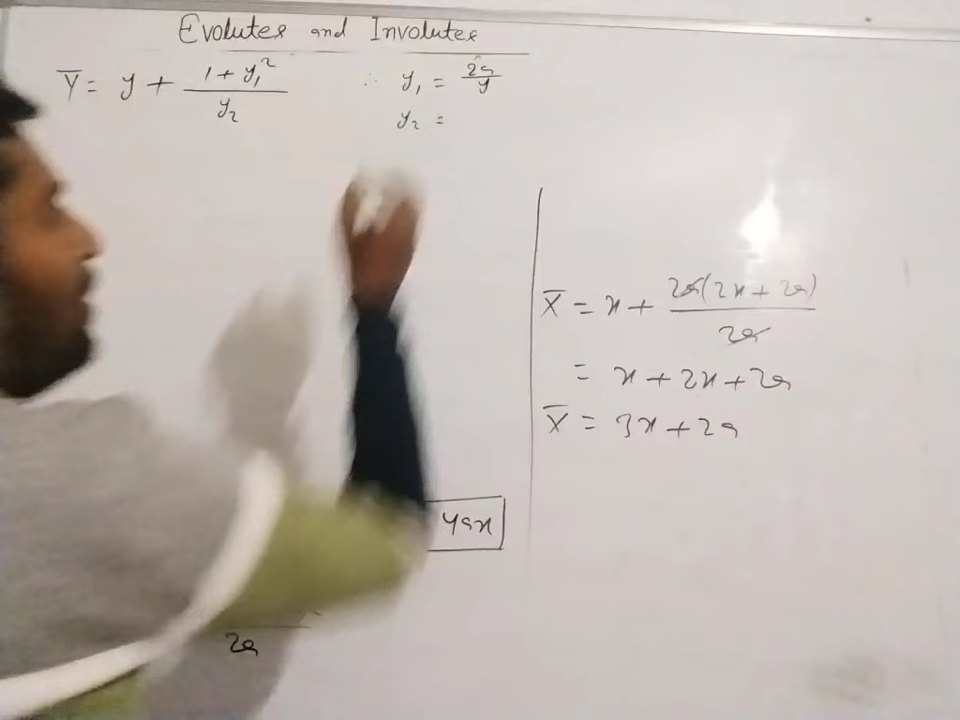 Evolutes and Involutes
Y̅ = y + (1 + y₁²)/y₂ ∴ y₁ = 2a/y
y₂ =
X̅ = x + 2a(2x + 2a)/2a
= x + 2x + 2a
X̅ = 3x + 2a
4ax
2a